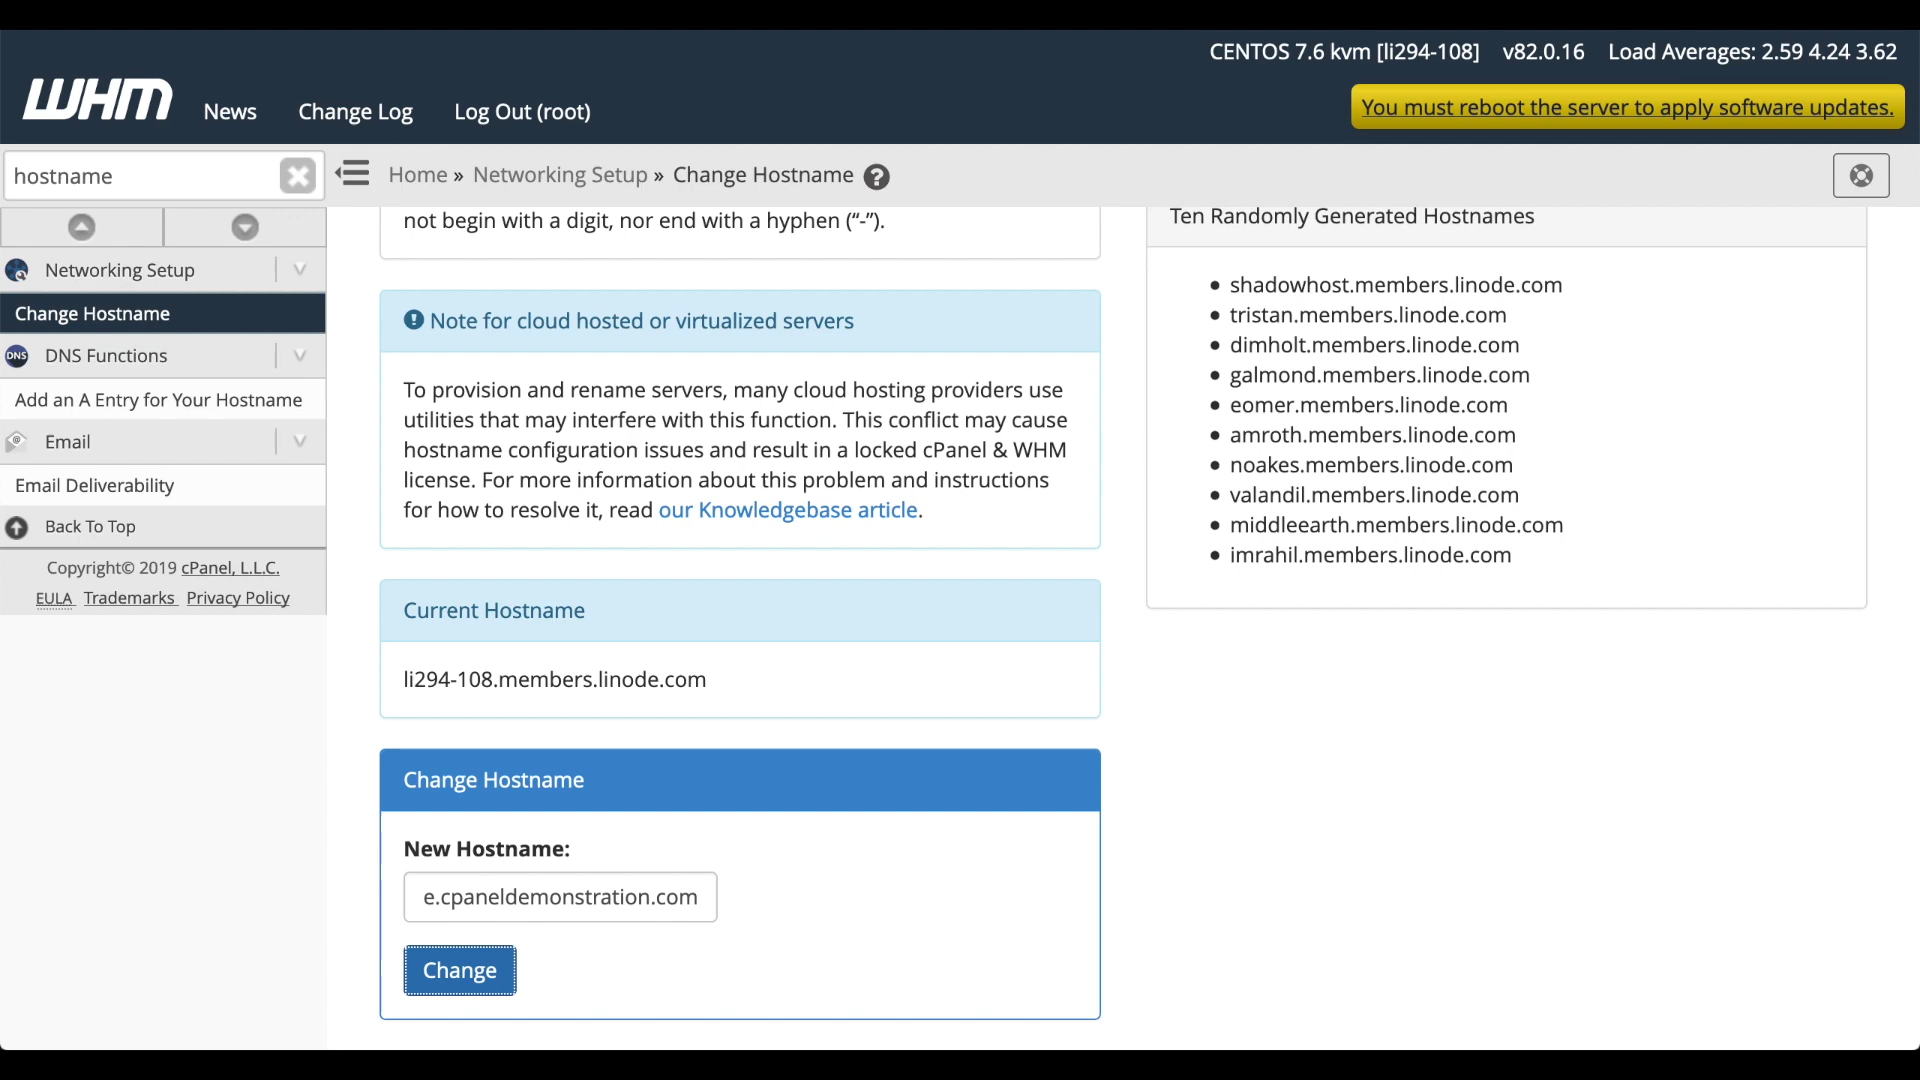 CENTOS 7.6 kvm [li294-108] v82.0.16 Load Averages: 2.59 4.24 3.62
WHM News Change Log Log Out (root)
You must reboot the server to apply software updates.
hostname
Home » Networking Setup » Change Hostname ?
Networking Setup
Change Hostname
DNS DNS Functions
Add an A Entry for Your Hostname
Email
Email Deliverability
Back To Top
Copyright© 2019 cPanel, L.L.C.
EULA Trademarks Privacy Policy
not begin with a digit, nor end with a hyphen (“-”).
Note for cloud hosted or virtualized servers
To provision and rename servers, many cloud hosting providers use
utilities that may interfere with this function. This conflict may cause
hostname configuration issues and result in a locked cPanel & WHM
license. For more information about this problem and instructions
for how to resolve it, read our Knowledgebase article.
Current Hostname
li294-108.members.linode.com
Change Hostname
New Hostname:
e.cpaneldemonstration.com
Change
Ten Randomly Generated Hostnames
shadowhost.members.linode.com
tristan.members.linode.com
dimholt.members.linode.com
galmond.members.linode.com
eomer.members.linode.com
amroth.members.linode.com
noakes.members.linode.com
valandil.members.linode.com
middleearth.members.linode.com
imrahil.members.linode.com